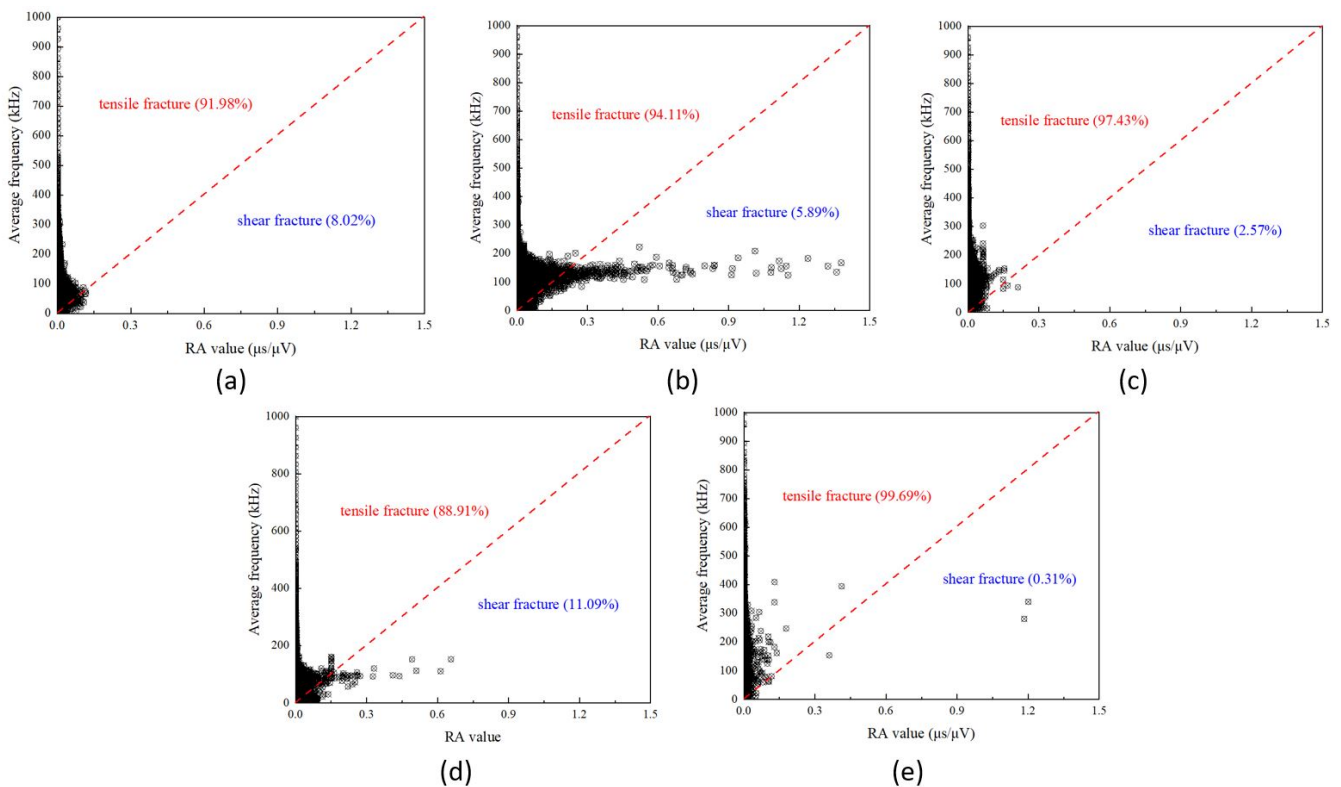 1000
900
800
700
600
500
400
300
200
100
0
Average frequency (kHz)
tensile fracture (91.98%)
shear fracture (8.02%)
0.0 0.3 0.6 0.9 1.2 1.5
RA value (μs/μV)
(a)
1000
900
800
700
600
500
400
300
200
100
0
Average frequency (kHz)
tensile fracture (94.11%)
shear fracture (5.89%)
0.0 0.3 0.6 0.9 1.2 1.5
RA value (μs/μV)
(b)
1000
900
800
700
600
500
400
300
200
100
0
Average frequency (kHz)
tensile fracture (97.43%)
shear fracture (2.57%)
0.0 0.3 0.6 0.9 1.2 1.5
RA value (μs/μV)
(c)
1000
800
600
400
200
0
Average frequency (kHz)
tensile fracture (88.91%)
shear fracture (11.09%)
0.0 0.3 0.6 0.9 1.2 1.5
RA value
(d)
1000
900
800
700
600
500
400
300
200
100
0
Average frequency (kHz)
tensile fracture (99.69%)
shear fracture (0.31%)
0.0 0.3 0.6 0.9 1.2 1.5
RA value (μs/μV)
(e)